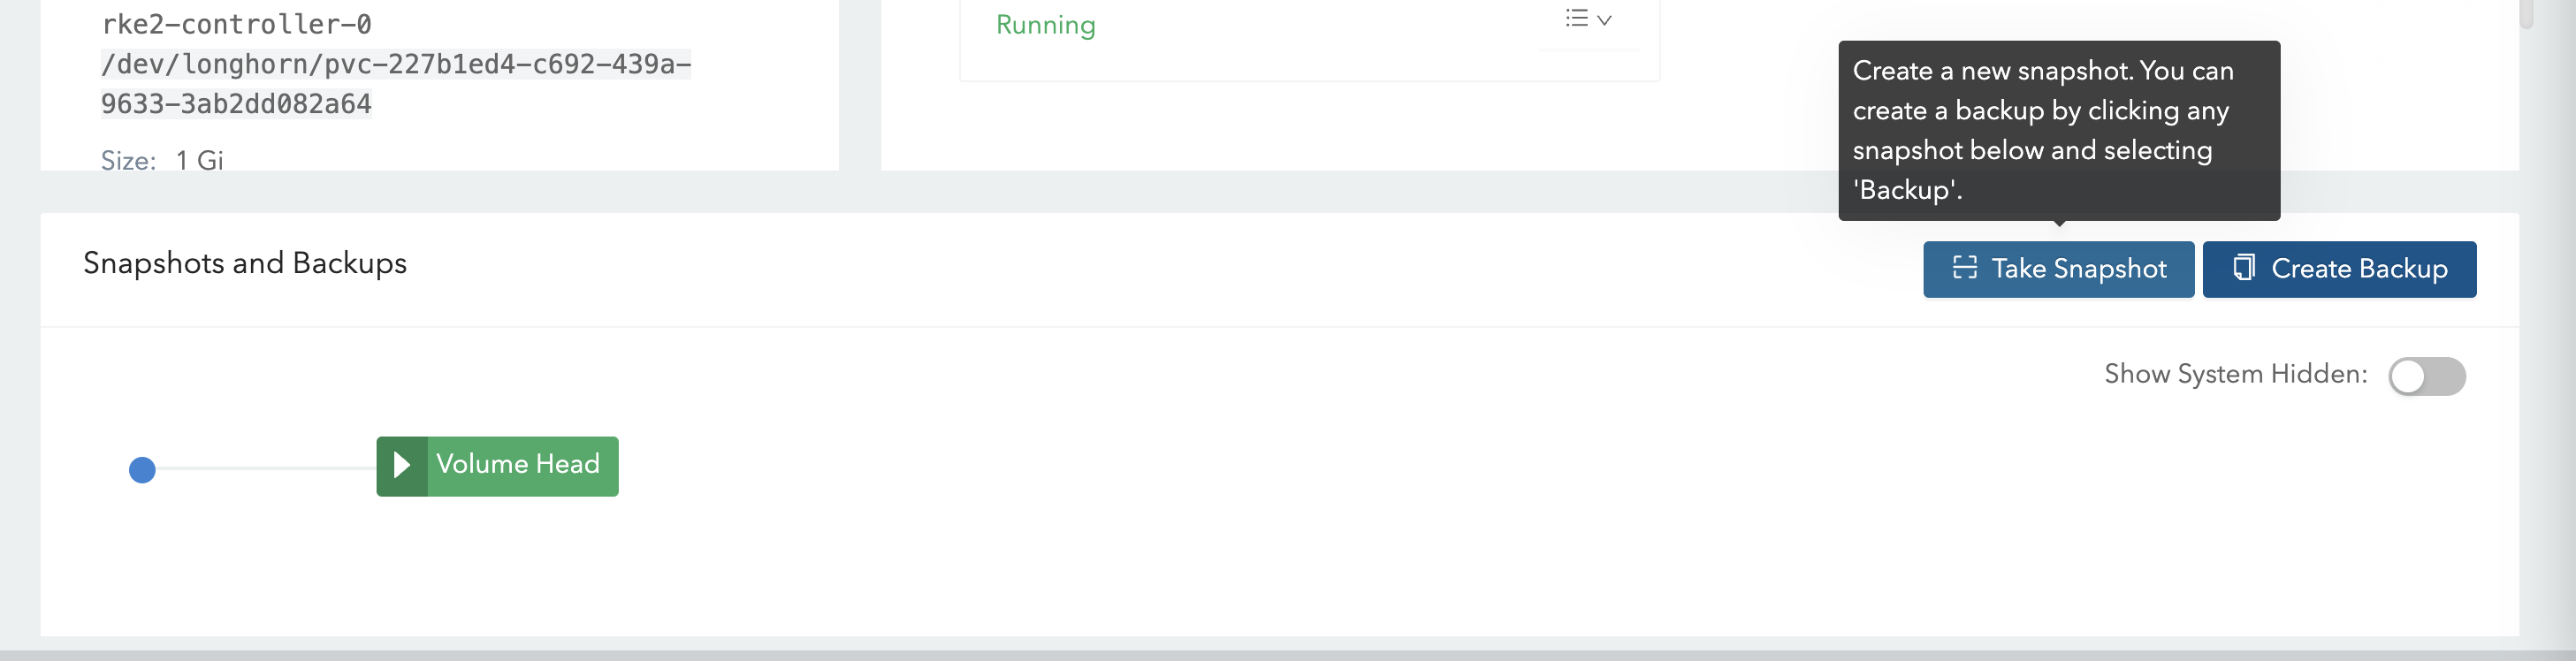 rke2-controller-0
/dev/longhorn/pvc-227b1ed4-c692-439a-
9633-3ab2dd082a64
Size: 1 Gi
Running
Create a new snapshot. You can
create a backup by clicking any
snapshot below and selecting
'Backup'.
Snapshots and Backups
Take Snapshot
Create Backup
Show System Hidden:
Volume Head